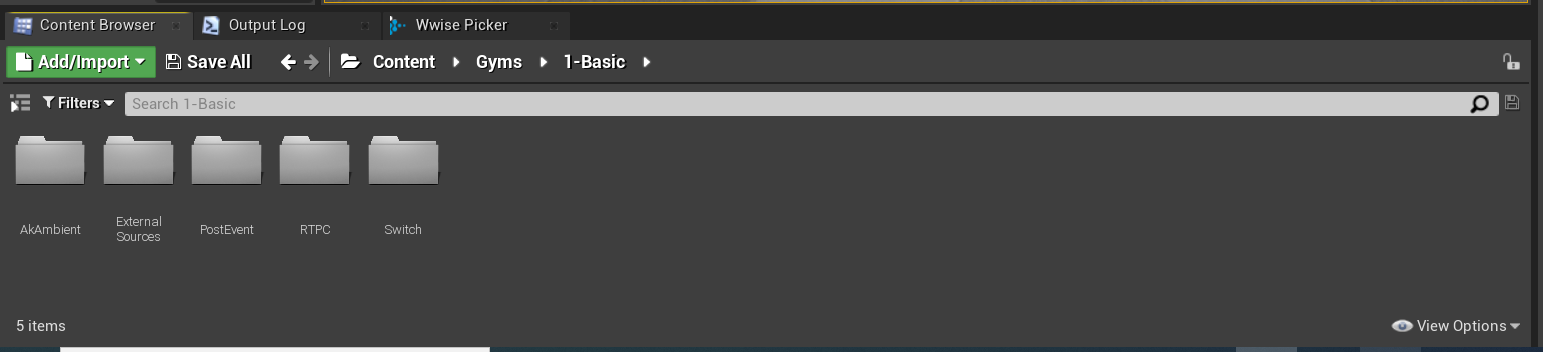 Content Browser
Output Log
Wwise Picker
Add/Import
Save All
Content
Gyms
1-Basic
Filters
Search 1-Basic
AkAmbient
External
Sources
PostEvent
RTPC
Switch
5 items
View Options